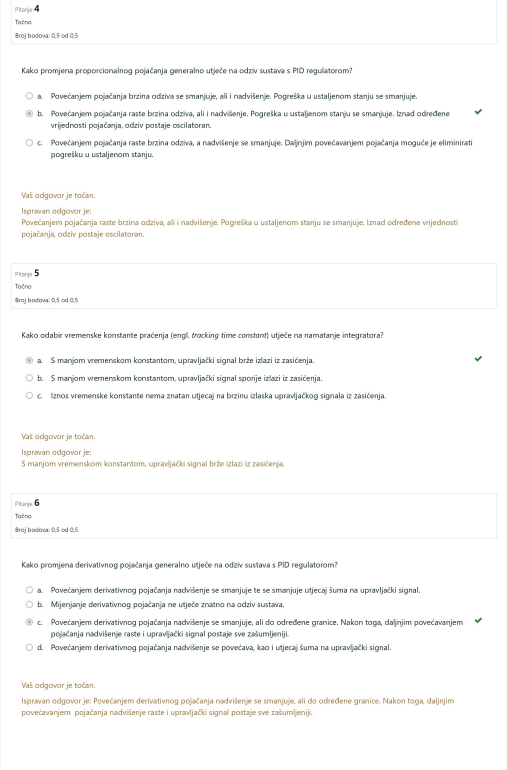 Pitanje 4
Točno
Broj bodova: 0,5 od 0,5
Kako promjena proporcionalnog pojačanja generalno utječe na odziv sustava s PID regulatorom?
a. Povećanjem pojačanja brzina odziva se smanjuje, ali i nadvišenje. Pogreška u ustaljenom stanju se smanjuje.
b. Povećanjem pojačanja raste brzina odziva, ali i nadvišenje. Pogreška u ustaljenom stanju se smanjuje. Iznad određene
vrijednosti pojačanja, odziv postaje oscilatoran.
c. Povećanjem pojačanja raste brzina odziva, a nadvišenje se smanjuje. Daljnjim povećavanjem pojačanja moguće je eliminirati
pogrešku u ustaljenom stanju.
Vaš odgovor je točan.
Ispravan odgovor je:
Povećanjem pojačanja raste brzina odziva, ali i nadvišenje. Pogreška u ustaljenom stanju se smanjuje. Iznad određene vrijednosti
pojačanja, odziv postaje oscilatoran.
Pitanje 5
Točno
Broj bodova: 0,5 od 0,5
Kako odabir vremenske konstante praćenja (engl. tracking time constant) utječe na namatanje integratora?
a. S manjom vremenskom konstantom, upravljački signal brže izlazi iz zasićenja.
b. S manjom vremenskom konstantom, upravljački signal sporije izlazi iz zasićenja.
c. Iznos vremenske konstante nema znatan utjecaj na brzinu izlaska upravljačkog signala iz zasićenja.
Vaš odgovor je točan.
Ispravan odgovor je:
S manjom vremenskom konstantom, upravljački signal brže izlazi iz zasićenja.
Pitanje 6
Točno
Broj bodova: 0,5 od 0,5
Kako promjena derivativnog pojačanja generalno utječe na odziv sustava s PID regulatorom?
a. Povećanjem derivativnog pojačanja nadvišenje se smanjuje te se smanjuje utjecaj šuma na upravljački signal.
b. Mijenjanje derivativnog pojačanja ne utječe znatno na odziv sustava.
c. Povećanjem derivativnog pojačanja nadvišenje se smanjuje, ali do određene granice. Nakon toga, daljnjim povećavanjem
pojačanja nadvišenje raste i upravljački signal postaje sve zašumljeniji.
d. Povećanjem derivativnog pojačanja nadvišenje se povećava, kao i utjecaj šuma na upravljački signal.
Vaš odgovor je točan.
Ispravan odgovor je: Povećanjem derivativnog pojačanja nadvišenje se smanjuje, ali do određene granice. Nakon toga, daljnjim
povećavanjem pojačanja nadvišenje raste i upravljački signal postaje sve zašumljeniji.